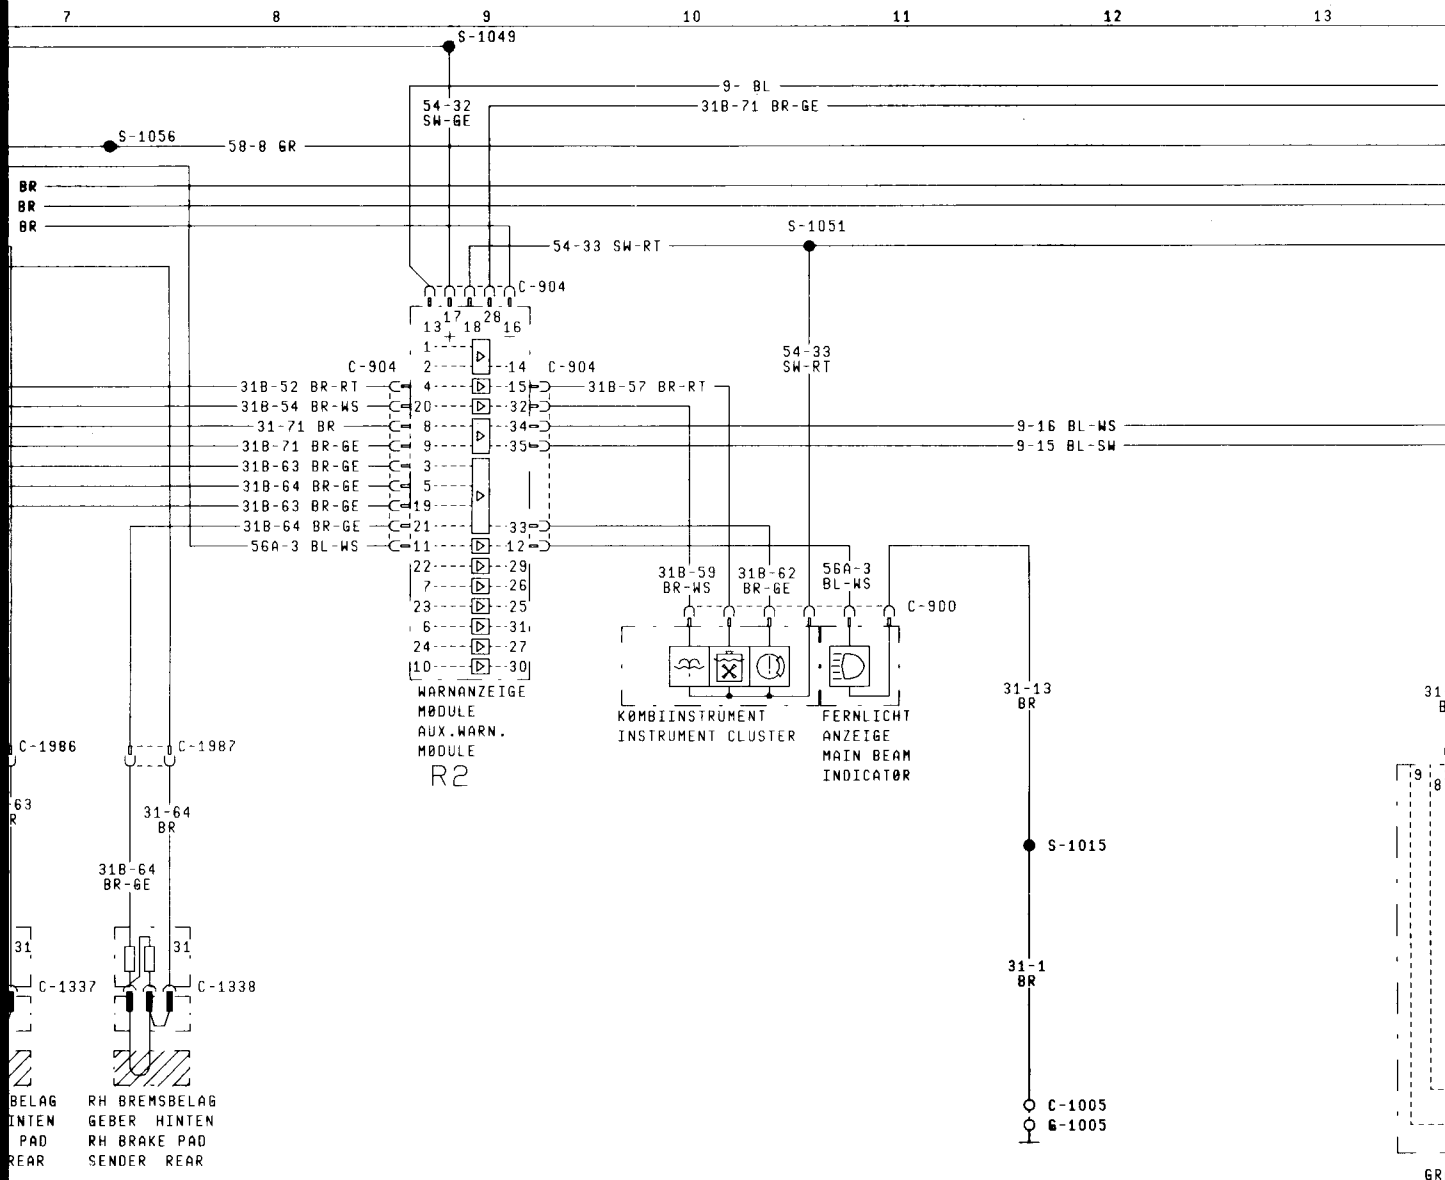 7 8 9 10 11 12 13
S-1049
9- BL
54-32
SW-GE
31B-71 BR-GE
S-1056
58-8 GR
BR
BR
BR
S-1051
54-33 SW-RT
C-904
17 28
13 18 16
+ –
54-33
SW-RT
C-904
C-904
1
2 14
31B-52 BR-RT 4 15 31B-57 BR-RT
31B-54 BR-WS 20 32
31-71 BR 8 34 9-16 BL-WS
31B-71 BR-GE 9 35 9-15 BL-SW
31B-63 BR-GE 3
31B-64 BR-GE 5
31B-63 BR-GE 19
31B-64 BR-GE 21 33
56A-3 BL-WS 11 12
22 29
7 26
23 25
6 31
24 27
10 30
31B-59
BR-WS
31B-62
BR-GE
56A-3
BL-WS
C-900
WARNANZEIGE
MØDULE
AUX.WARN.
MØDULE
R2
KØMBIINSTRUMENT
INSTRUMENT CLUSTER
FERNLICHT
ANZEIGE
MAIN BEAM
INDICATØR
31-13
BR
31
C-1986
C-1987
9 8
-63
R
31-64
BR
S-1015
31B-64
BR-GE
31
31
31-1
BR
C-1337
C-1338
C-1005
G-1005
BELAG
INTEN
PAD
REAR
RH BREMSBELAG
GEBER HINTEN
RH BRAKE PAD
SENDER REAR
GR